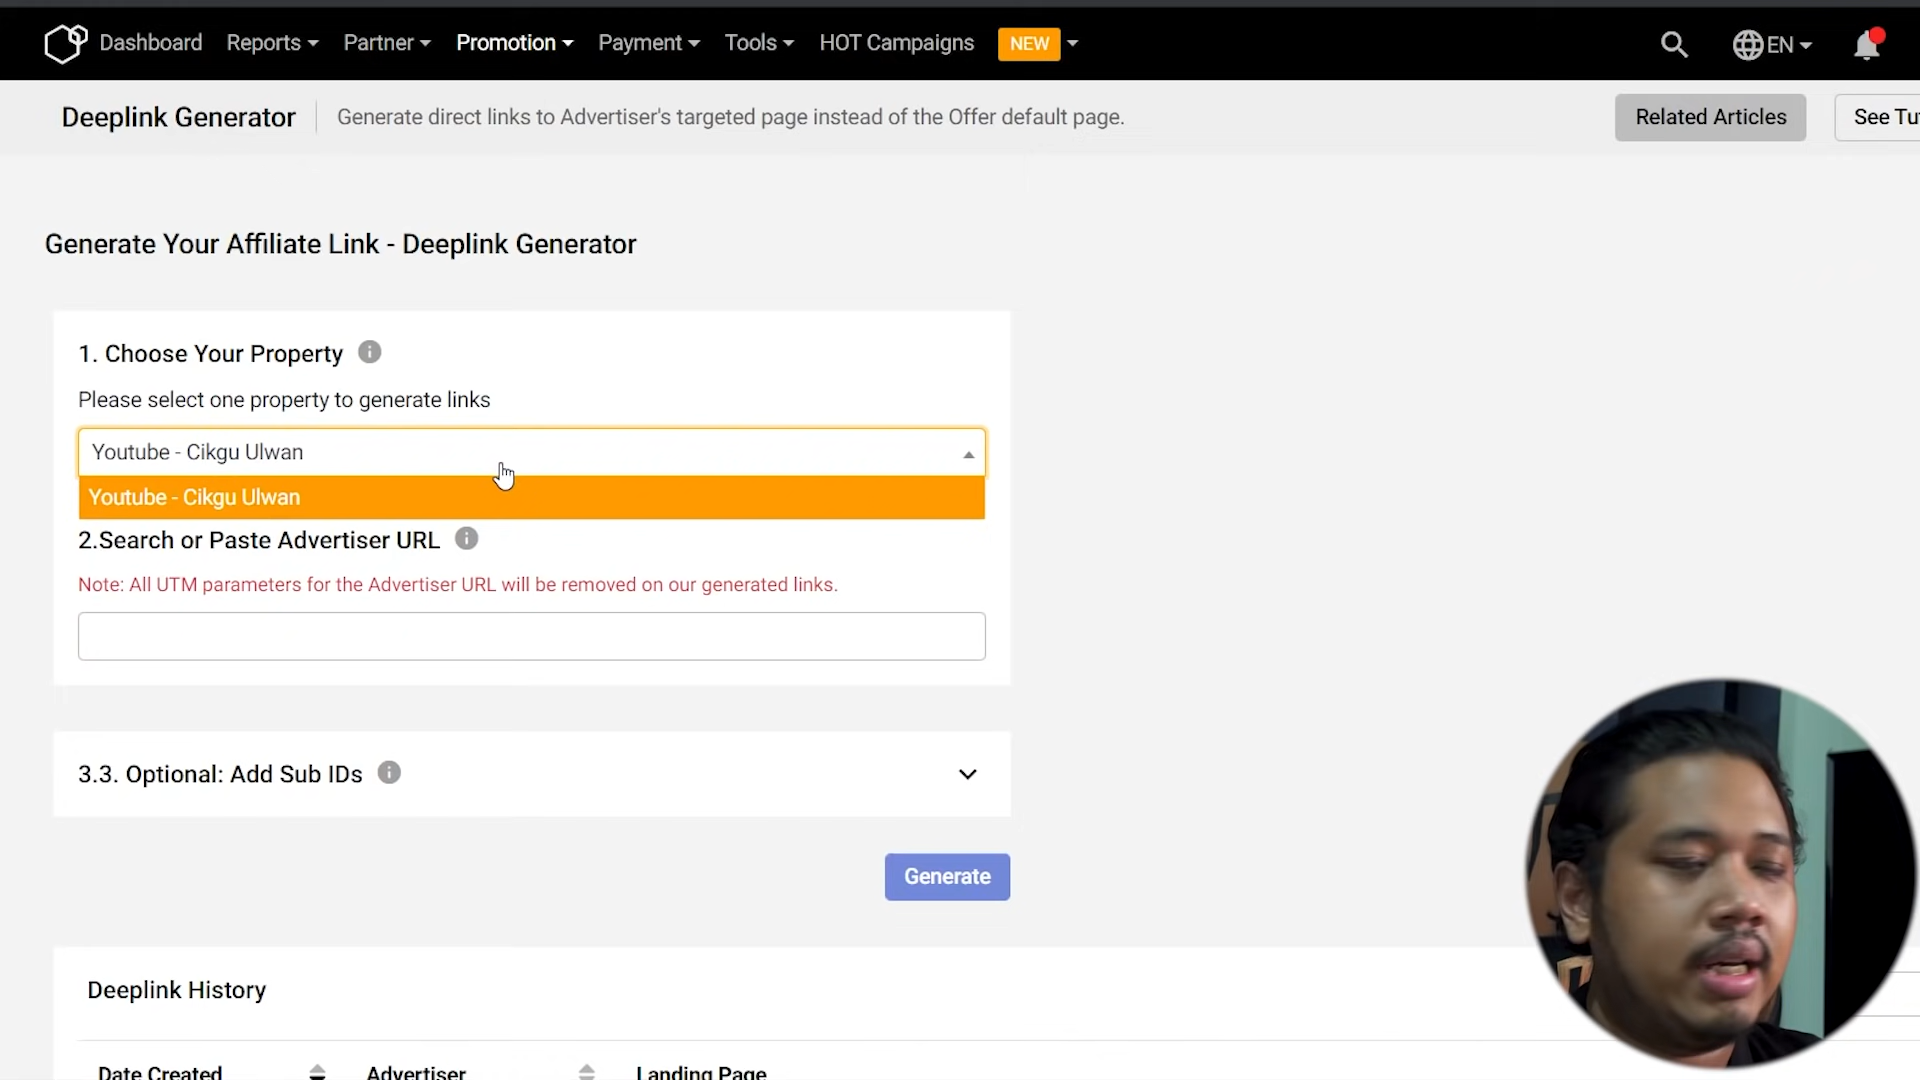 Dashboard Reports Partner Promotion Payment Tools HOT Campaigns NEW EN
Deeplink Generator Generate direct links to Advertiser's targeted page instead of the Offer default page. Related Articles See Tu
Generate Your Affiliate Link - Deeplink Generator
1. Choose Your Property
Please select one property to generate links
Youtube - Cikgu Ulwan
Youtube - Cikgu Ulwan
2.Search or Paste Advertiser URL
Note: All UTM parameters for the Advertiser URL will be removed on our generated links.
3.3. Optional: Add Sub IDs
Generate
Deeplink History
Date Created Advertiser Landing Page